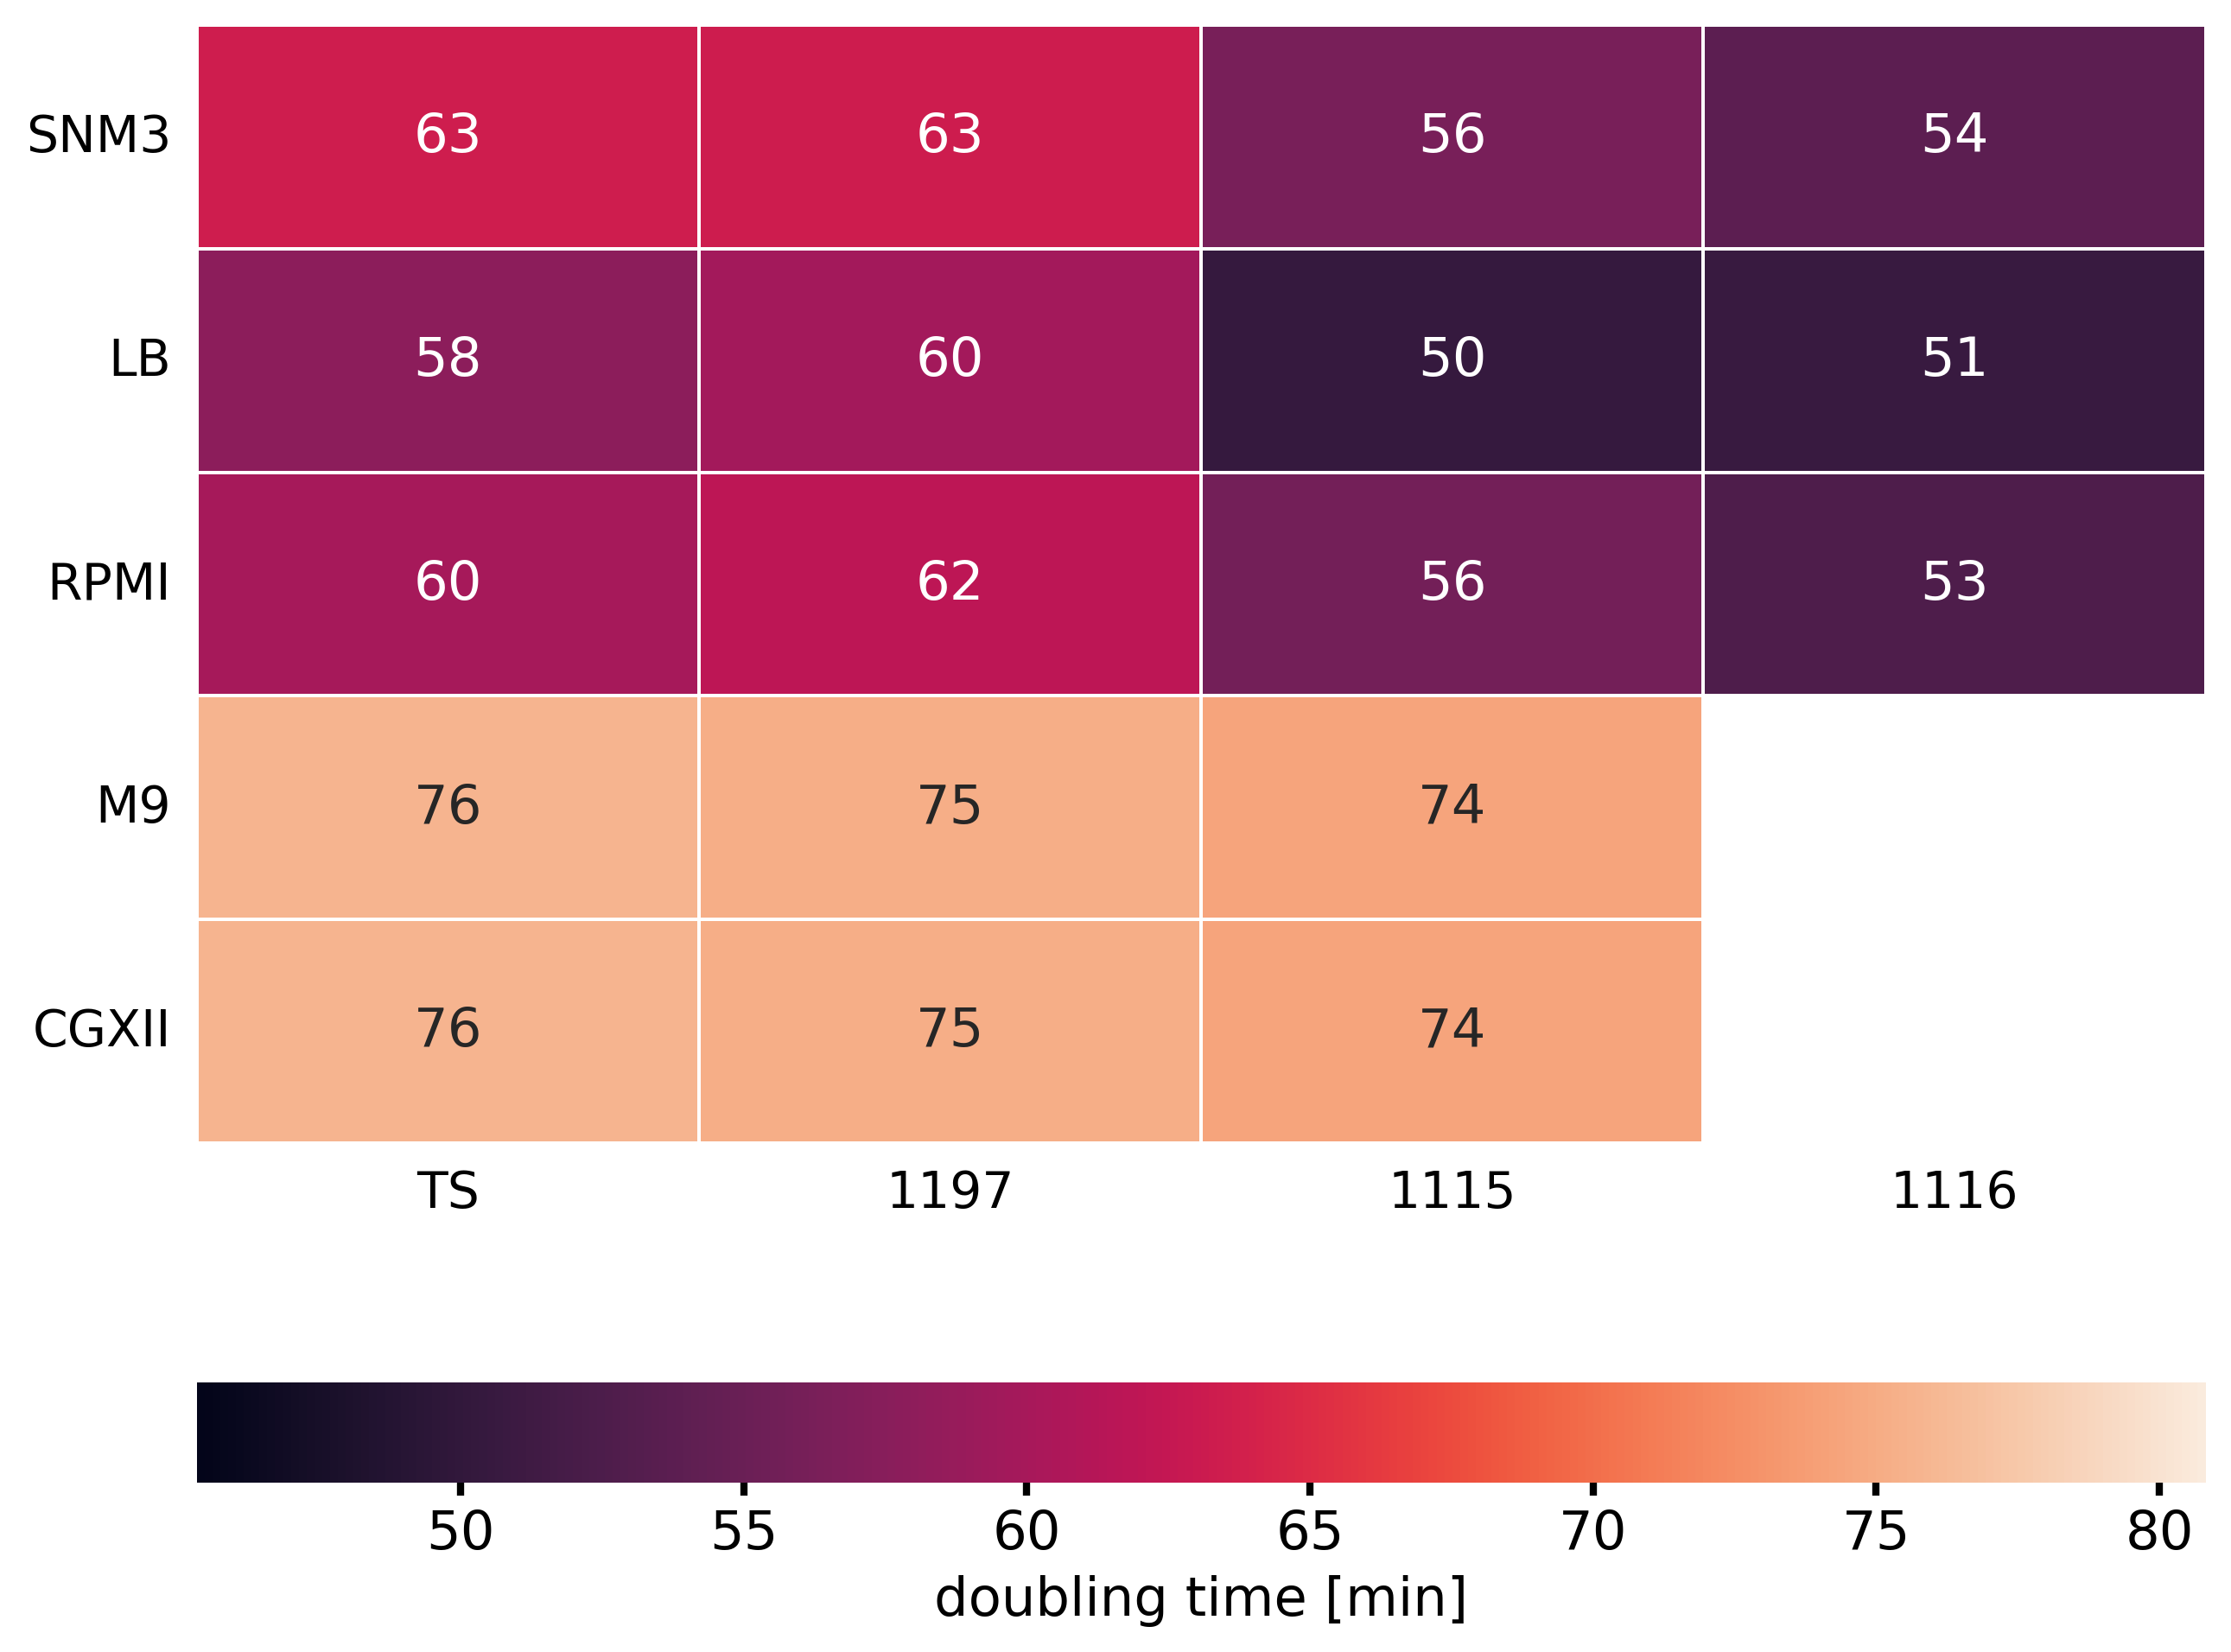 SNM3 63 63 56 54
LB 58 60 50 51
RPMI 60 62 56 53
M9 76 75 74
CGXII 76 75 74
TS 1197 1115 1116
50 55 60 65 70 75 80
doubling time [min]